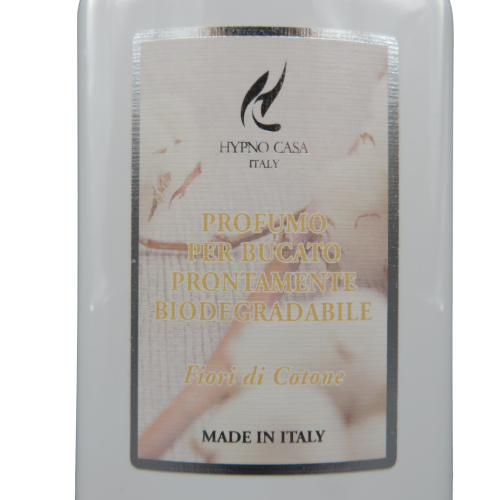 HYPNO CASA
ITALY
PROFUMO
PER BUCATO
PRONTAMENTE
BIODEGRADABILE
Fiori di Cotone
MADE IN ITALY